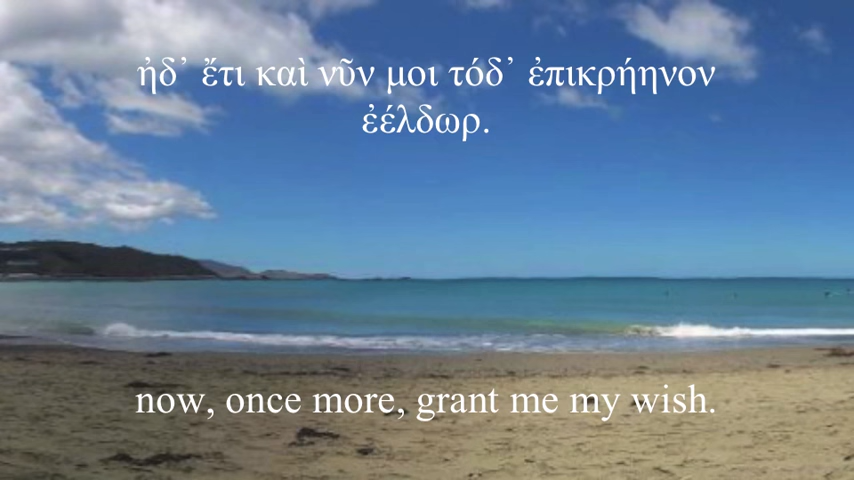 ἠδ᾽ ἔτι καὶ νῦν μοι τόδ᾽ ἐπικρήηνον
ἐέλδωρ.
now, once more, grant me my wish.